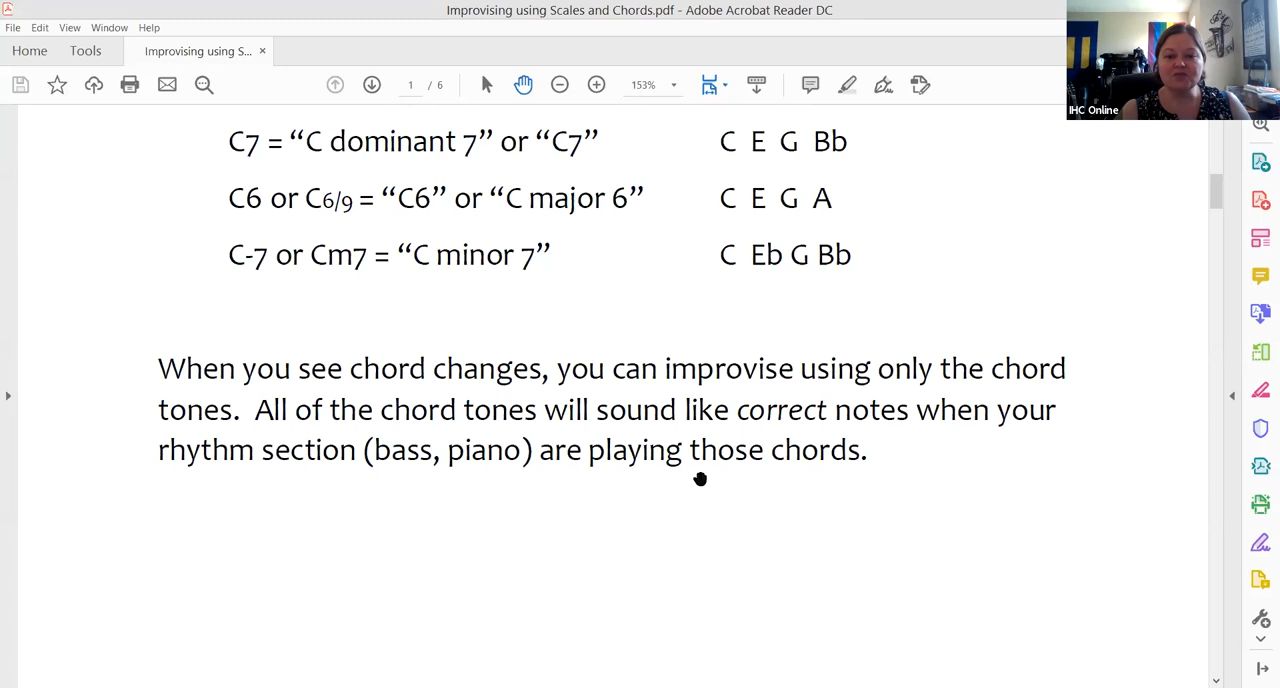 Improvising using Scales and Chords.pdf - Adobe Acrobat Reader DC
File Edit View Window Help
Home Tools Improvising using S... ×
1 / 6 153%
IHC Online
C7 = “C dominant 7” or “C7” C E G Bb
C6 or C6/9 = “C6” or “C major 6” C E G A
C-7 or Cm7 = “C minor 7” C Eb G Bb
When you see chord changes, you can improvise using only the chord
tones. All of the chord tones will sound like correct notes when your
rhythm section (bass, piano) are playing those chords.